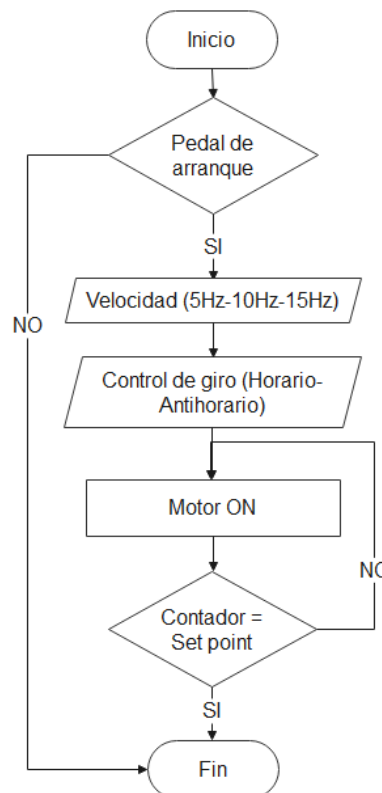 Inicio
Pedal de
arranque
SI
NO
Velocidad (5Hz-10Hz-15Hz)
Control de giro (Horario-
Antihorario)
Motor ON
NO
Contador =
Set point
SI
Fin